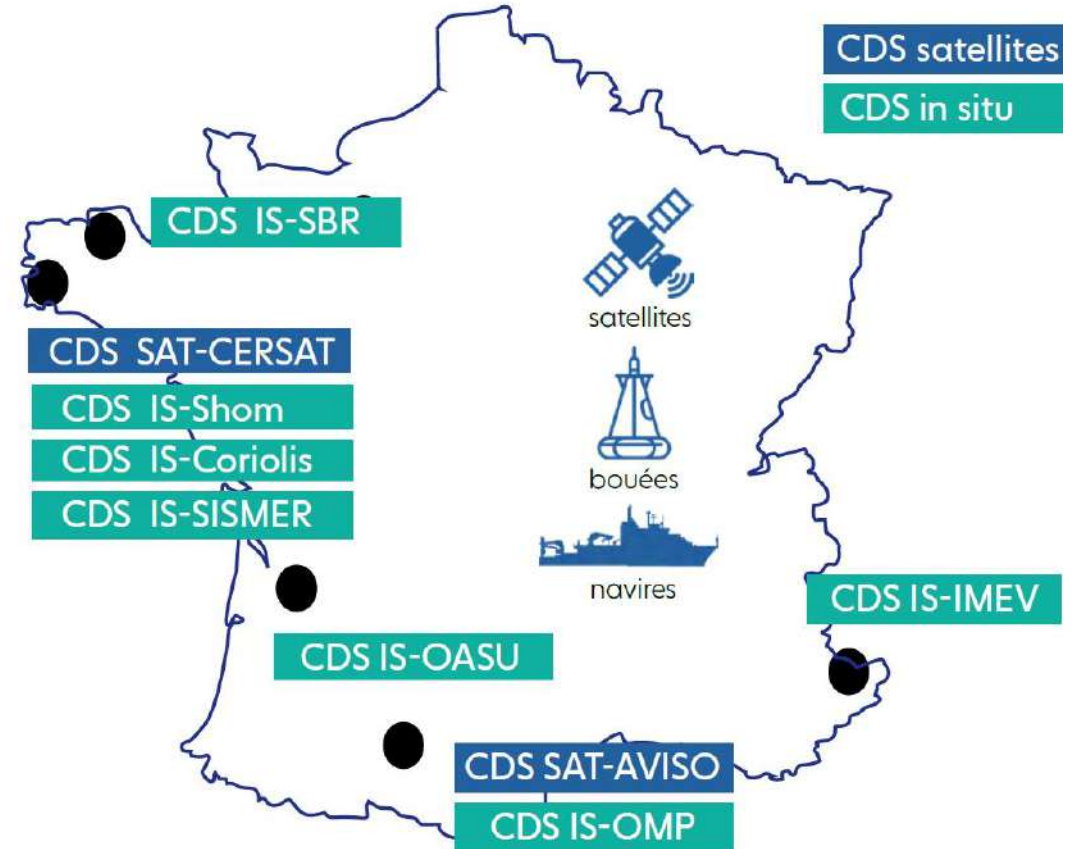 CDS satellites
CDS in situ
CDS IS-SBR
satellites
CDS SAT-CERSAT
CDS IS-Shom
CDS IS-Coriolis
CDS IS-SISMER
bouées
navires
CDS IS-IMEV
CDS IS-OASU
CDS SAT-AVISO
CDS IS-OMP